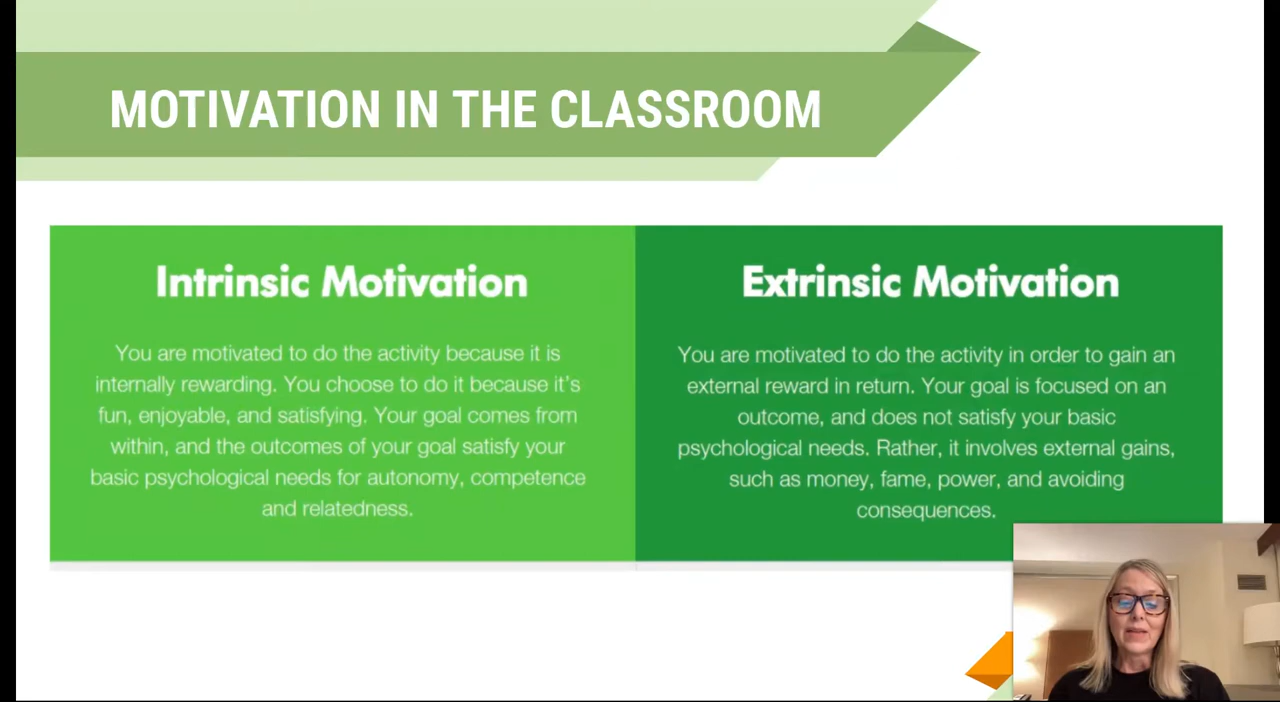 MOTIVATION IN THE CLASSROOM
Intrinsic Motivation
You are motivated to do the activity because it is
internally rewarding. You choose to do it because it's
fun, enjoyable, and satisfying. Your goal comes from
within, and the outcomes of your goal satisfy your
basic psychological needs for autonomy, competence
and relatedness.
Extrinsic Motivation
You are motivated to do the activity in order to gain an
external reward in return. Your goal is focused on an
outcome, and does not satisfy your basic
psychological needs. Rather, it involves external gains,
such as money, fame, power, and avoiding
consequences.